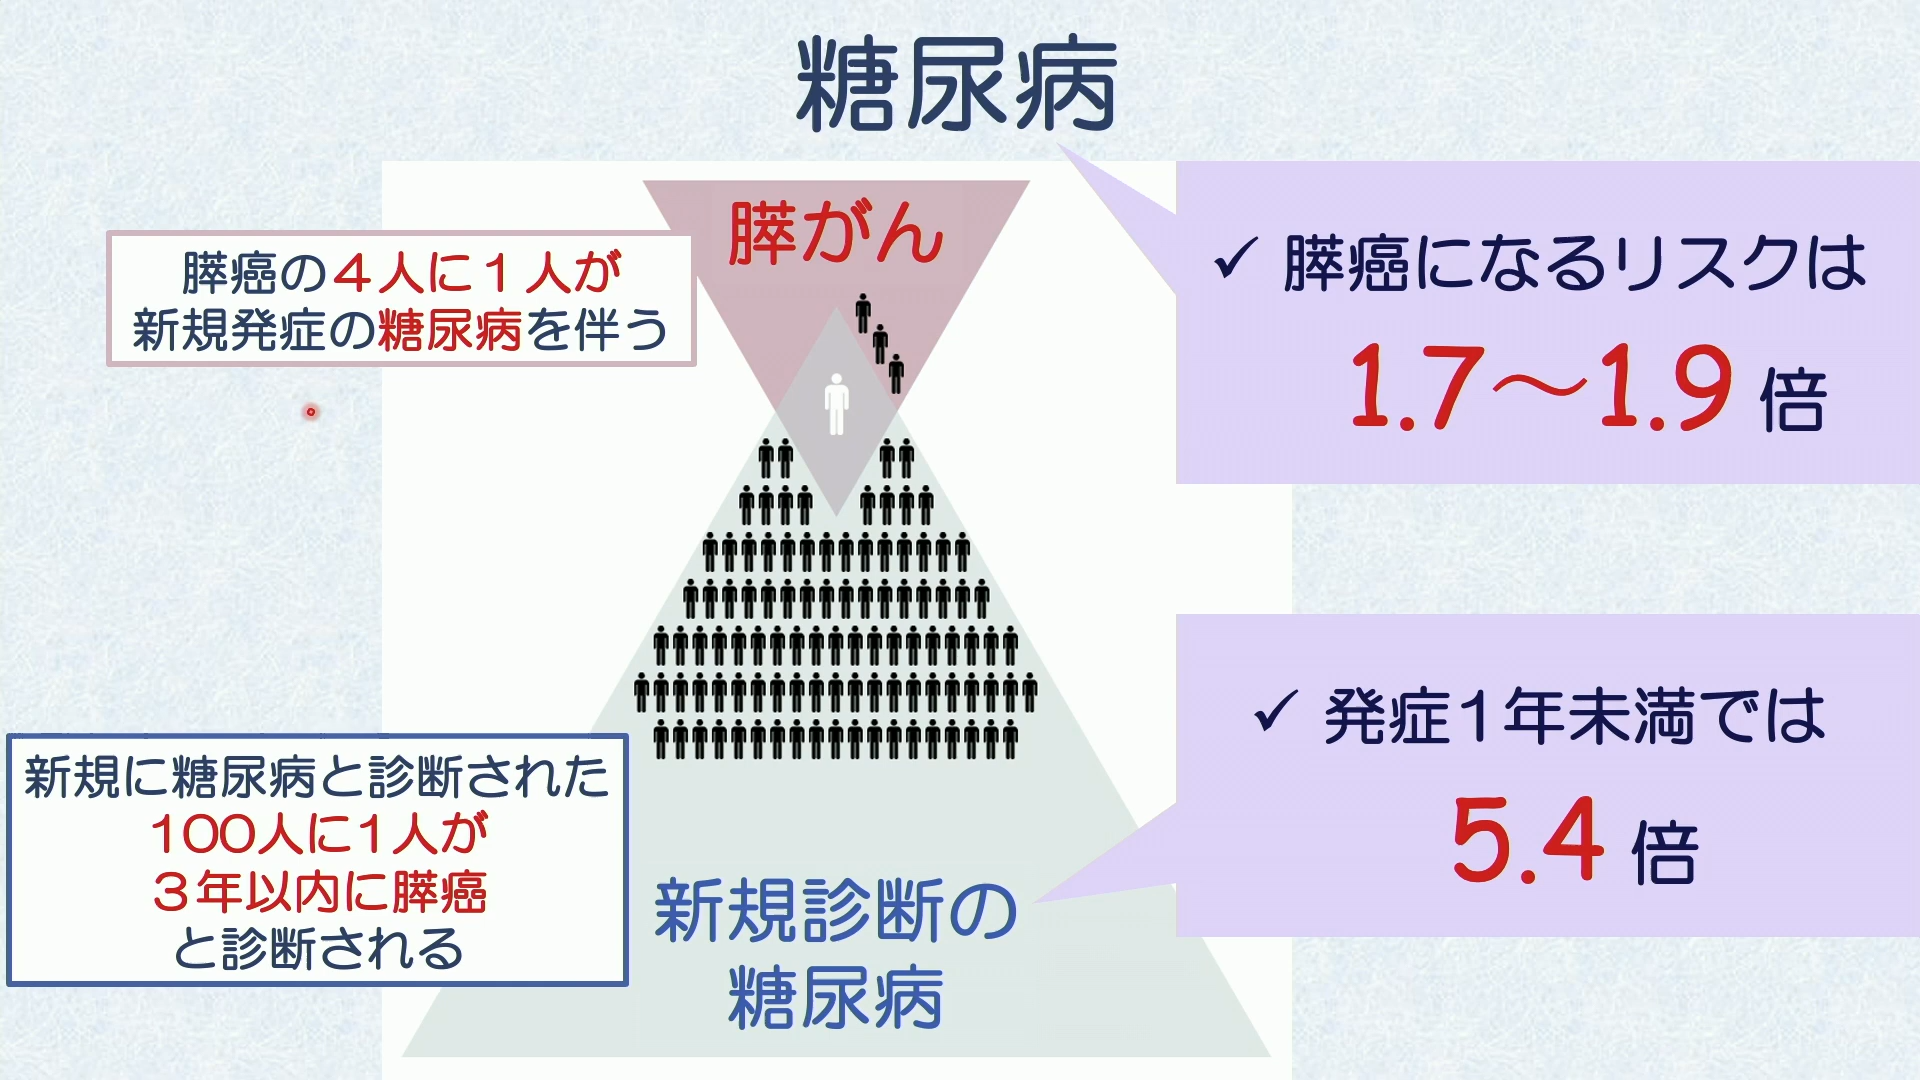 糖尿病
膵がん
膵癌の４人に１人が
新規発症の糖尿病を伴う
✓ 膵癌になるリスクは
1.7～1.9 倍
✓ 発症1年未満では
5.4 倍
新規に糖尿病と診断された
100人に1人が
３年以内に膵癌
と診断される
新規診断の
糖尿病